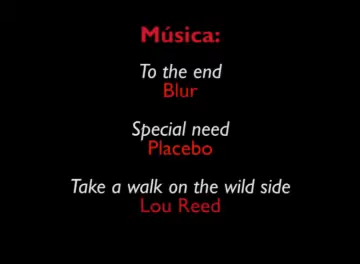 Música:
To the end
Blur
Special need
Placebo
Take a walk on the wild side
Lou Reed